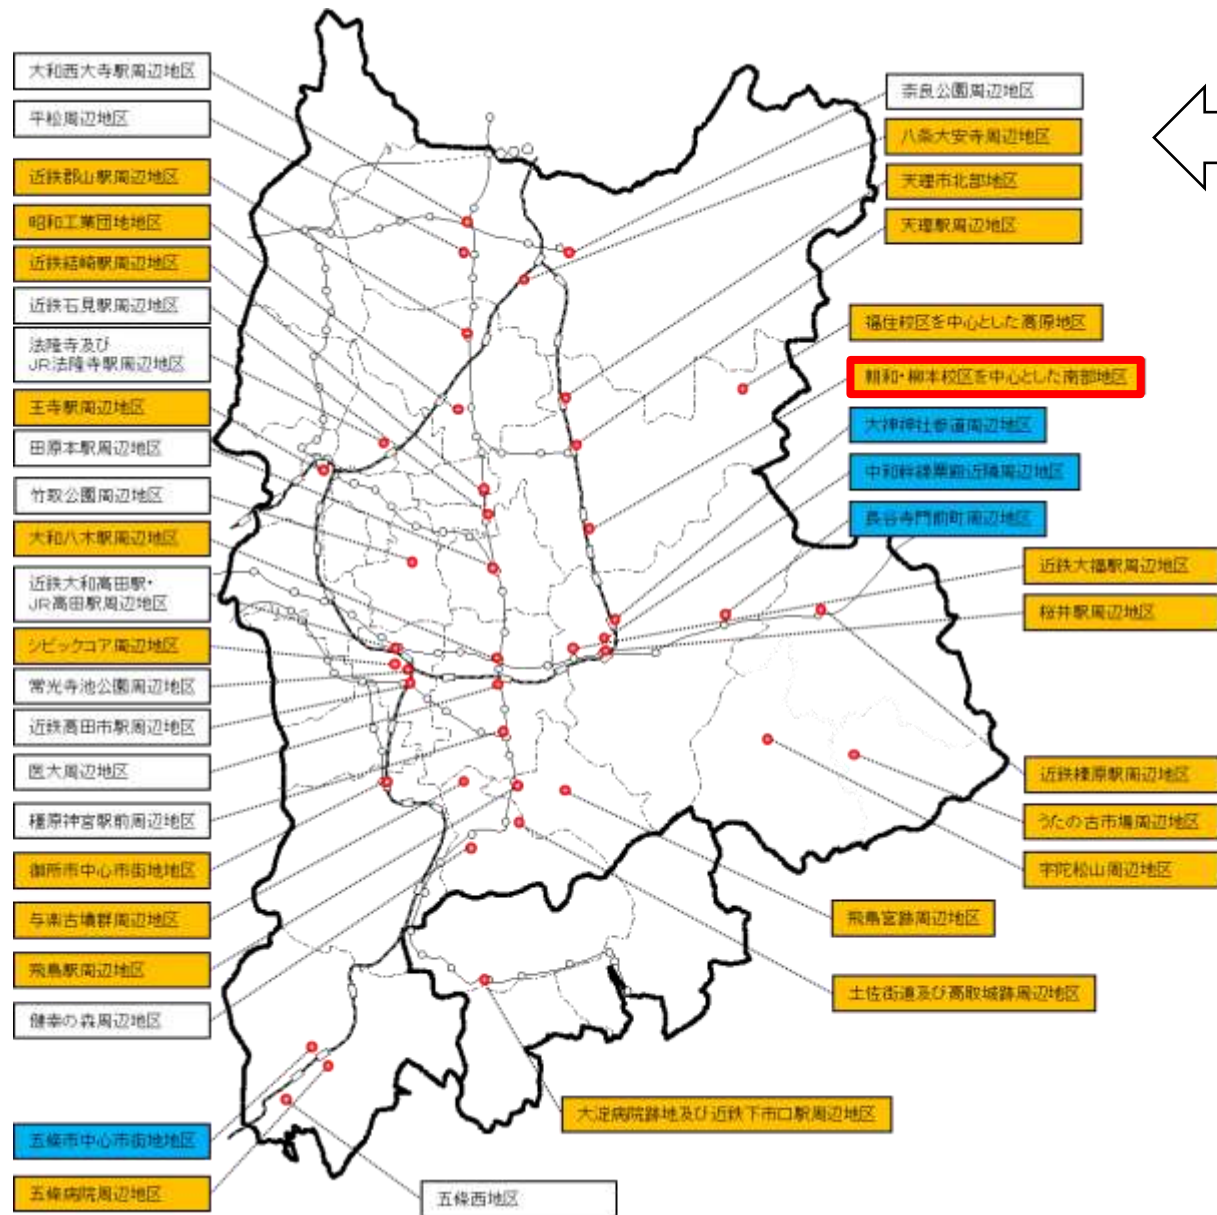 大和西大寺駅周辺地区
平松周辺地区
近鉄郡山駅周辺地区
昭和工業団地地区
近鉄結崎駅周辺地区
近鉄石見駅周辺地区
法隆寺及び
JR法隆寺駅周辺地区
王寺駅周辺地区
田原本駅周辺地区
竹取公園周辺地区
大和八木駅周辺地区
近鉄大和高田駅・
JR高田駅周辺地区
シビックコア周辺地区
常光寺池公園周辺地区
近鉄高田市駅周辺地区
医大周辺地区
橿原神宮駅前周辺地区
御所市中心市街地地区
与楽古墳群周辺地区
飛鳥駅周辺地区
健幸の森周辺地区
五條市中心市街地地区
五條病院周辺地区
五條西地区
奈良公園周辺地区
八条大安寺周辺地区
天理市北部地区
天理駅周辺地区
福住校区を中心とした高原地区
朝和・柳本校区を中心とした南部地区
大神神社参道周辺地区
中和幹線粟殿近隣周辺地区
長谷寺門前町周辺地区
近鉄大福駅周辺地区
桜井駅周辺地区
近鉄榛原駅周辺地区
うたの古市場周辺地区
宇陀松山周辺地区
飛鳥宮跡周辺地区
土佐街道及び高取城跡周辺地区
大淀病院跡地及び近鉄下市口駅周辺地区